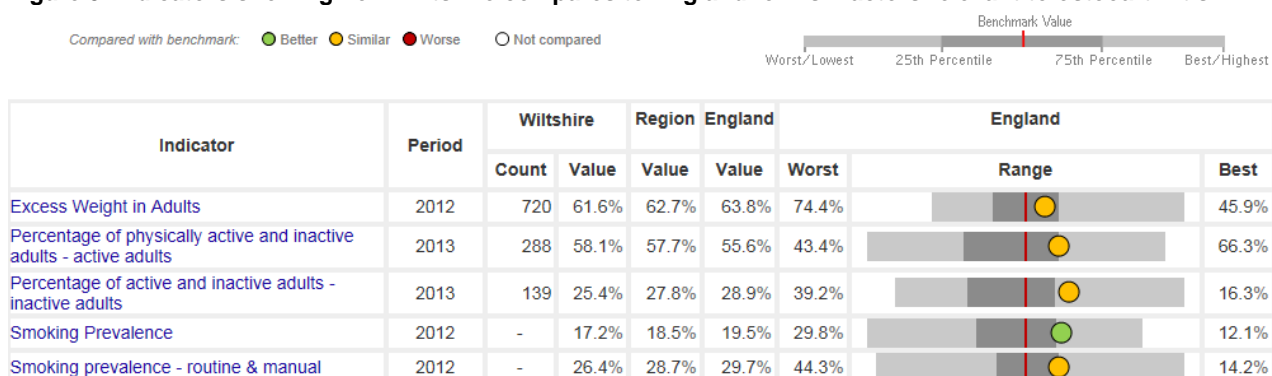 Compared with benchmark: Better Similar Worse Not compared
Benchmark Value
Worst/Lowest 25th Percentile 75th Percentile Best/Highest
Indicator Period Wiltshire Region England England
Count Value Value Value Worst Range Best
Excess Weight in Adults 2012 720 61.6% 62.7% 63.8% 74.4% 45.9%
Percentage of physically active and inactive
adults - active adults 2013 288 58.1% 57.7% 55.6% 43.4% 66.3%
Percentage of active and inactive adults -
inactive adults 2013 139 25.4% 27.8% 28.9% 39.2% 16.3%
Smoking Prevalence 2012 - 17.2% 18.5% 19.5% 29.8% 12.1%
Smoking prevalence - routine & manual 2012 - 26.4% 28.7% 29.7% 44.3% 14.2%